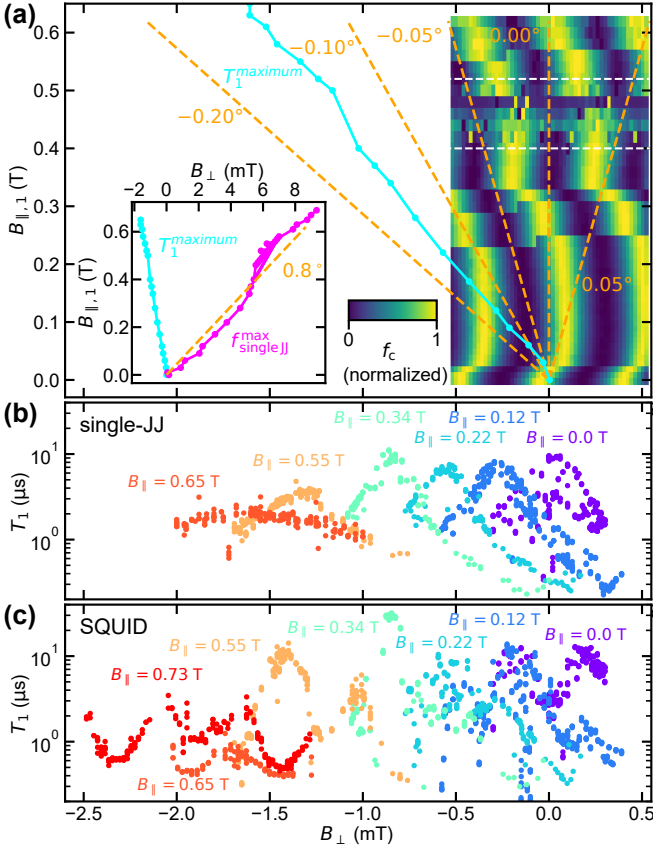 (a)
0.6
0.5
0.4
0.3
0.2
0.1
0.0
B∥, 1 (T)
T₁ᵐᵃˣⁱᵐᵘᵐ
−0.20°
−0.10°
−0.05°
0.00°
0.05°
B⊥ (mT)
−2 0 2 4 6 8
0.6
0.4
0.2
0.0
B∥, 1 (T)
T₁ᵐᵃˣⁱᵐᵘᵐ
0.8°
f max single JJ
0 1
f c
(normalized)
(b)
single-JJ
B∥ = 0.34 T
B∥ = 0.12 T
B∥ = 0.22 T
B∥ = 0.0 T
B∥ = 0.55 T
B∥ = 0.65 T
10¹
10⁰
T₁ (μs)
(c)
SQUID
B∥ = 0.55 T
B∥ = 0.34 T
B∥ = 0.12 T
B∥ = 0.22 T
B∥ = 0.0 T
B∥ = 0.73 T
B∥ = 0.65 T
10¹
10⁰
T₁ (μs)
−2.5 −2.0 −1.5 −1.0 −0.5 0.0 0.5
B⊥ (mT)